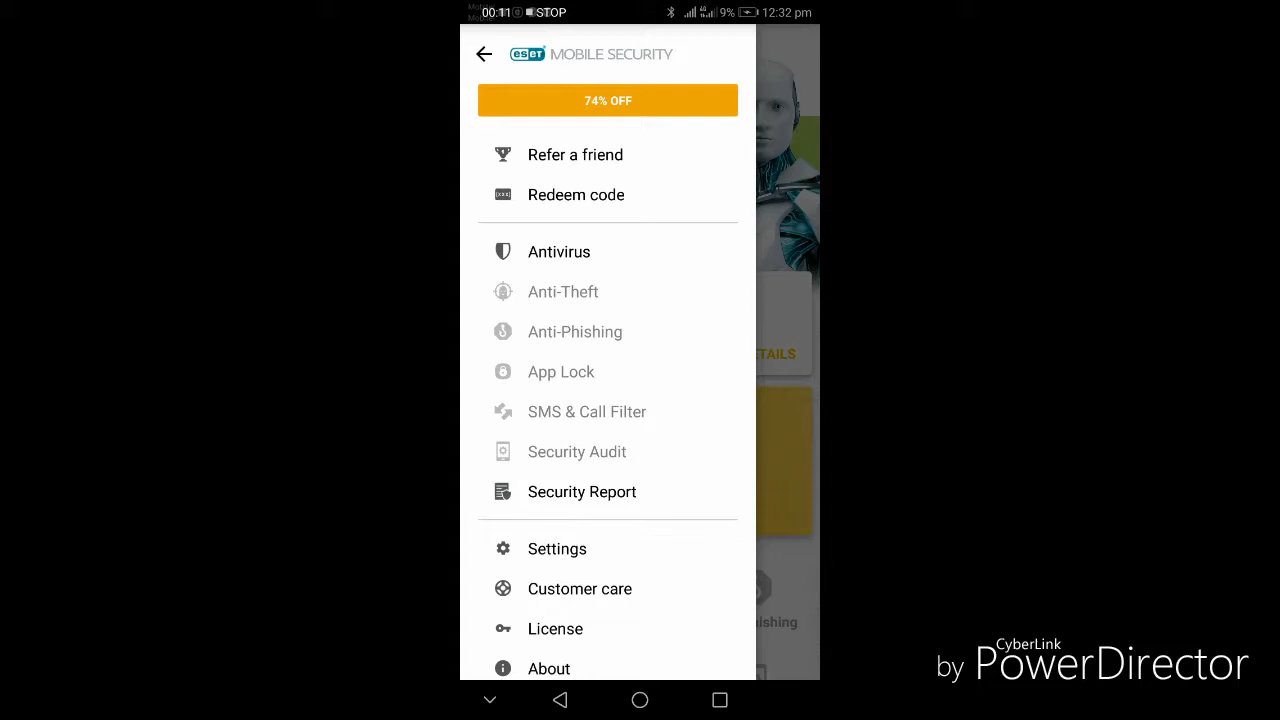 00:11 STOP 9% 12:32 pm
eseT MOBILE SECURITY
74% OFF
Refer a friend
Redeem code
Antivirus
Anti-Theft
Anti-Phishing
App Lock
ETAILS
SMS & Call Filter
Security Audit
Security Report
Settings
Customer care
ishing
License
About
CyberLink
by PowerDirector